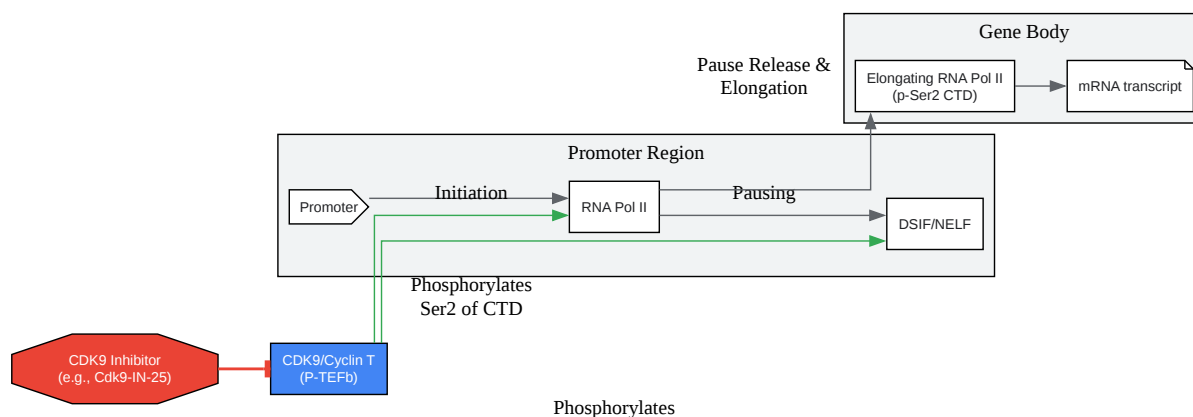 Gene Body
Pause Release &
Elongation
Elongating RNA Pol II
(p-Ser2 CTD)
mRNA transcript
Promoter Region
Promoter
Initiation
RNA Pol II
Pausing
DSIF/NELF
Phosphorylates
Ser2 of CTD
CDK9 Inhibitor
(e.g., Cdk9-IN-25)
CDK9/Cyclin T
(P-TEFb)
Phosphorylates